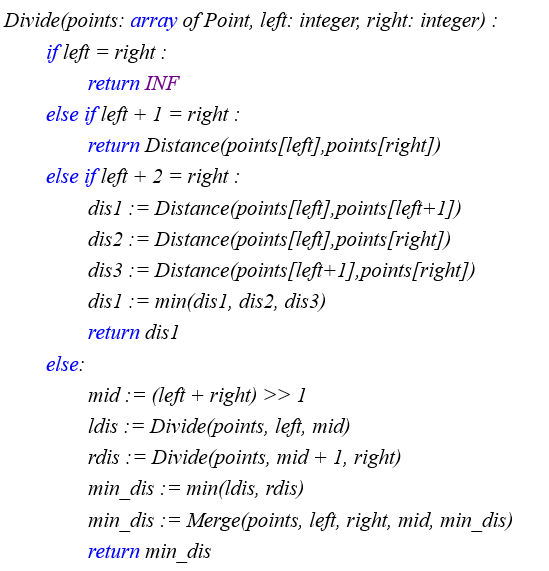 Divide(points: array of Point, left: integer, right: integer) :
if left = right :
return INF
else if left + 1 = right :
return Distance(points[left],points[right])
else if left + 2 = right :
dis1 := Distance(points[left],points[left+1])
dis2 := Distance(points[left],points[right])
dis3 := Distance(points[left+1],points[right])
dis1 := min(dis1, dis2, dis3)
return dis1
else:
mid := (left + right) >> 1
ldis := Divide(points, left, mid)
rdis := Divide(points, mid + 1, right)
min_dis := min(ldis, rdis)
min_dis := Merge(points, left, right, mid, min_dis)
return min_dis